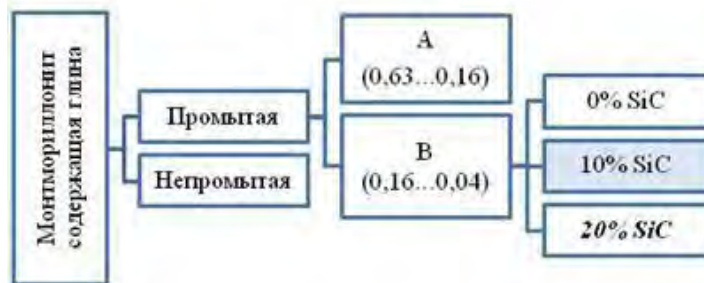 Монтмориллонит
содержащая глина
Промытая
Непромытая
А
(0,63...0,16)
В
(0,16...0,04)
0% SiC
10% SiC
20% SiC